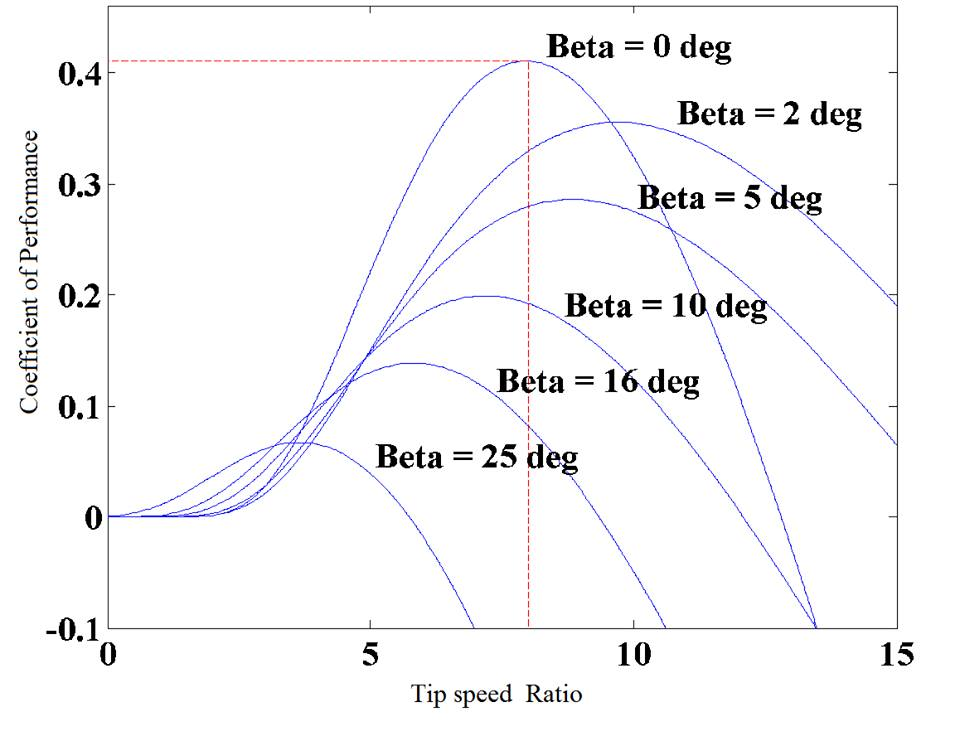 Beta = 0 deg
0.4
Beta = 2 deg
0.3
Beta = 5 deg
0.2
Beta = 10 deg
Beta = 16 deg
0.1
Beta = 25 deg
0
-0.1
0
5
10
15
Coefficient of Performance
Tip speed Ratio